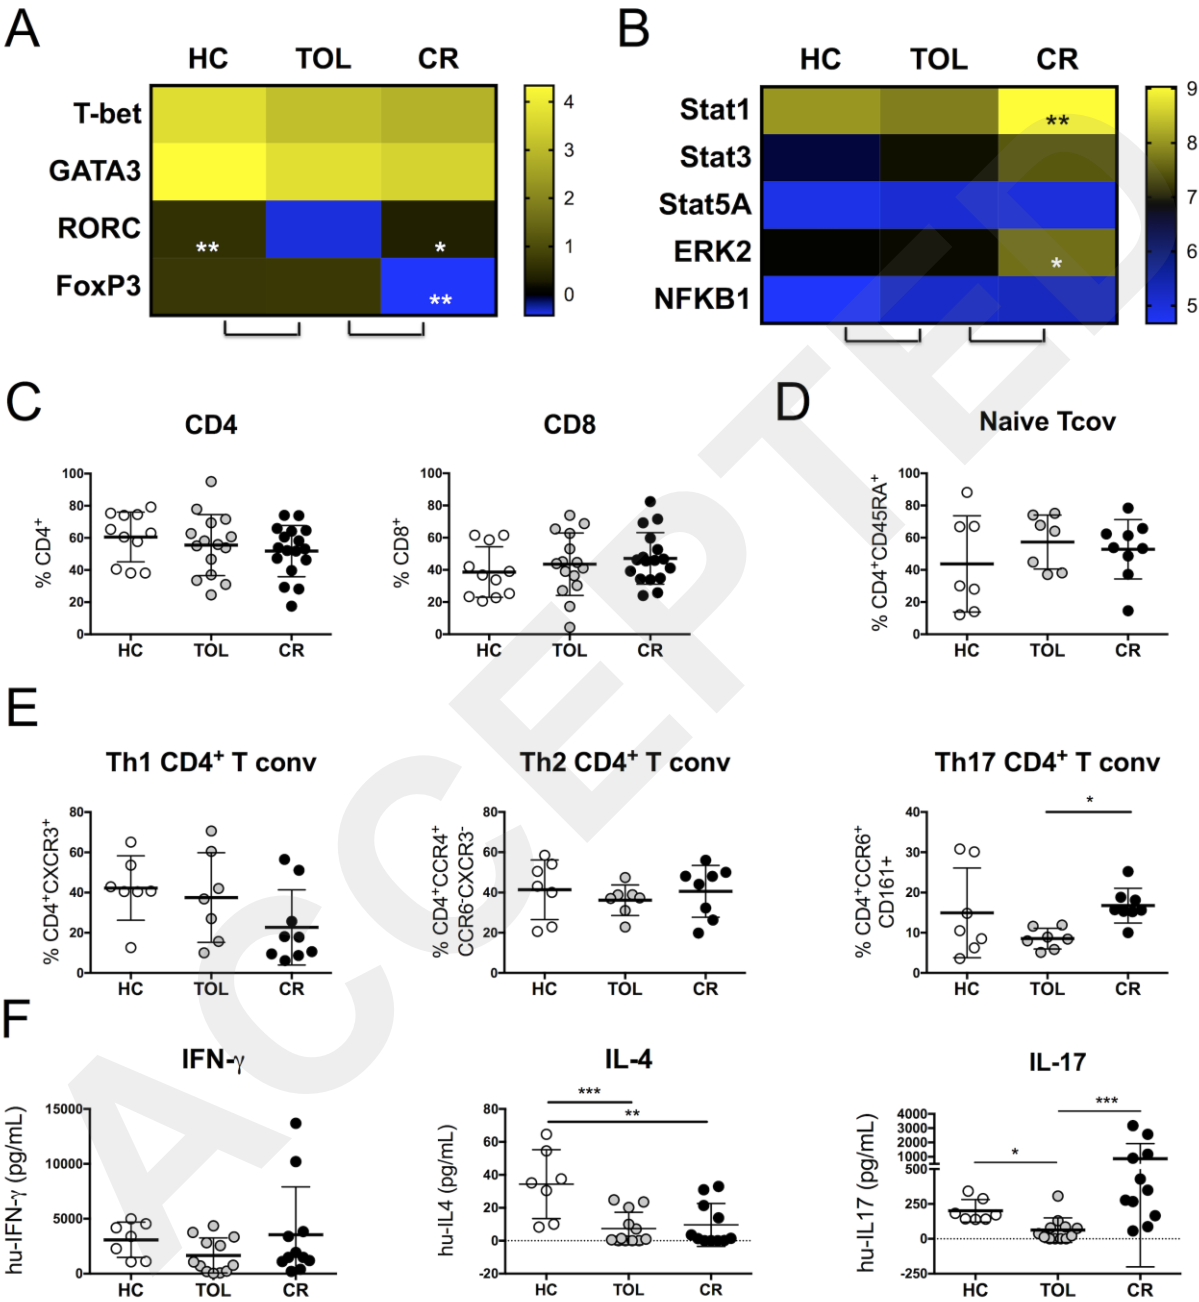 A
B
HC TOL CR
HC TOL CR
T-bet
GATA3
RORC
FoxP3
** *
**
4
3
2
1
0
Stat1
Stat3
Stat5A
ERK2
NFKB1
**
*
9
8
7
6
5
C
D
CD4
CD8
Naive Tcov
% CD4+
100
80
60
40
20
0
HC TOL CR
% CD8+
100
80
60
40
20
0
HC TOL CR
% CD4+CD45RA+
100
80
60
40
20
0
HC TOL CR
E
Th1 CD4+ T conv
Th2 CD4+ T conv
Th17 CD4+ T conv
% CD4+CXCR3+
80
60
40
20
0
HC TOL CR
% CD4+CCR4+
CCR6-CXCR3-
80
60
40
20
0
HC TOL CR
% CD4+CCR6+
CD161+
40
30
20
10
0
*
HC TOL CR
F
IFN-γ
IL-4
IL-17
hu-IFN-γ (pg/mL)
15000
10000
5000
0
HC TOL CR
hu-IL4 (pg/mL)
80
60
40
20
0
-20
***
**
HC TOL CR
hu-IL17 (pg/mL)
4000
3000
2000
1000
500
250
0
-250
*
***
HC TOL CR
ACCEPTED